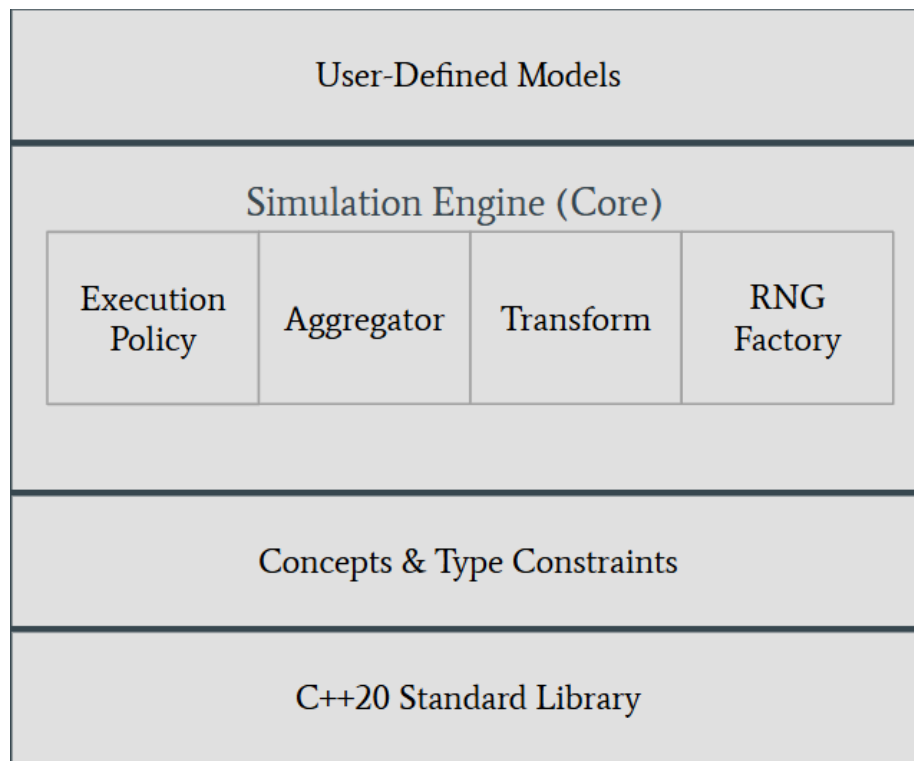 User-Defined Models
Simulation Engine (Core)
Execution
Policy
Aggregator
Transform
RNG
Factory
Concepts & Type Constraints
C++20 Standard Library